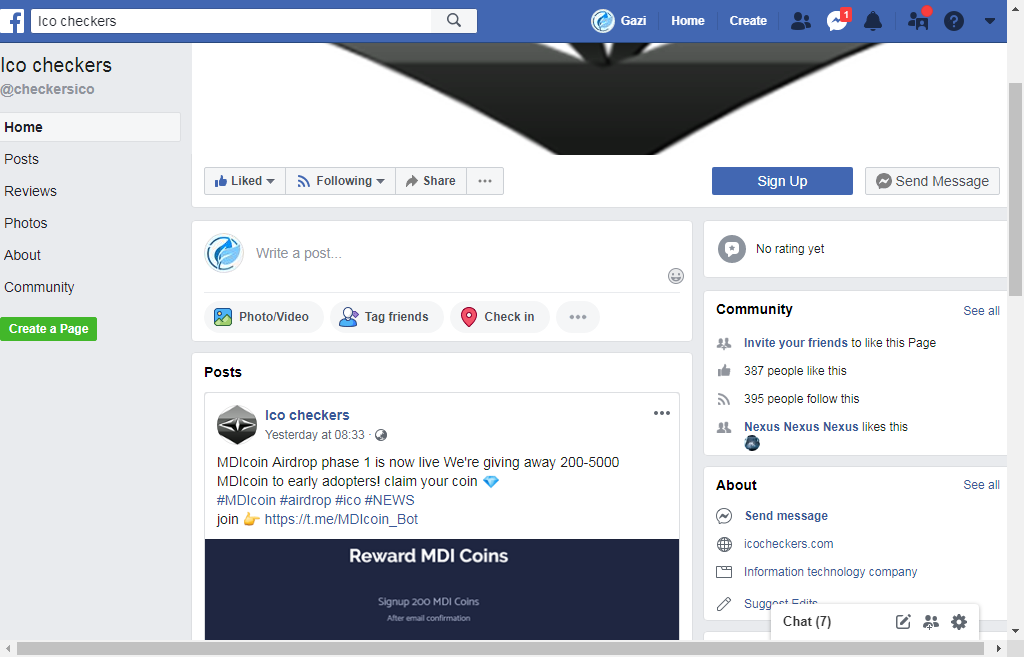 Ico checkers
Gazi
Home
Create
1
Ico checkers
@checkersico
Home
Posts
Reviews
Photos
About
Community
Create a Page
Liked
Following
Share
Sign Up
Send Message
Write a post...
Photo/Video
Tag friends
Check in
Posts
Ico checkers
Yesterday at 08:33 ·
MDIcoin Airdrop phase 1 is now live We're giving away 200-5000
MDIcoin to early adopters! claim your coin 💎
#MDIcoin #airdrop #ico #NEWS
join 👉 https://t.me/MDIcoin_Bot
Reward MDI Coins
Signup 200 MDI Coins
After email confirmation
No rating yet
Community
See all
Invite your friends to like this Page
387 people like this
395 people follow this
Nexus Nexus Nexus likes this
About
See all
Send message
icocheckers.com
Information technology company
Suggest Edits
Chat (7)